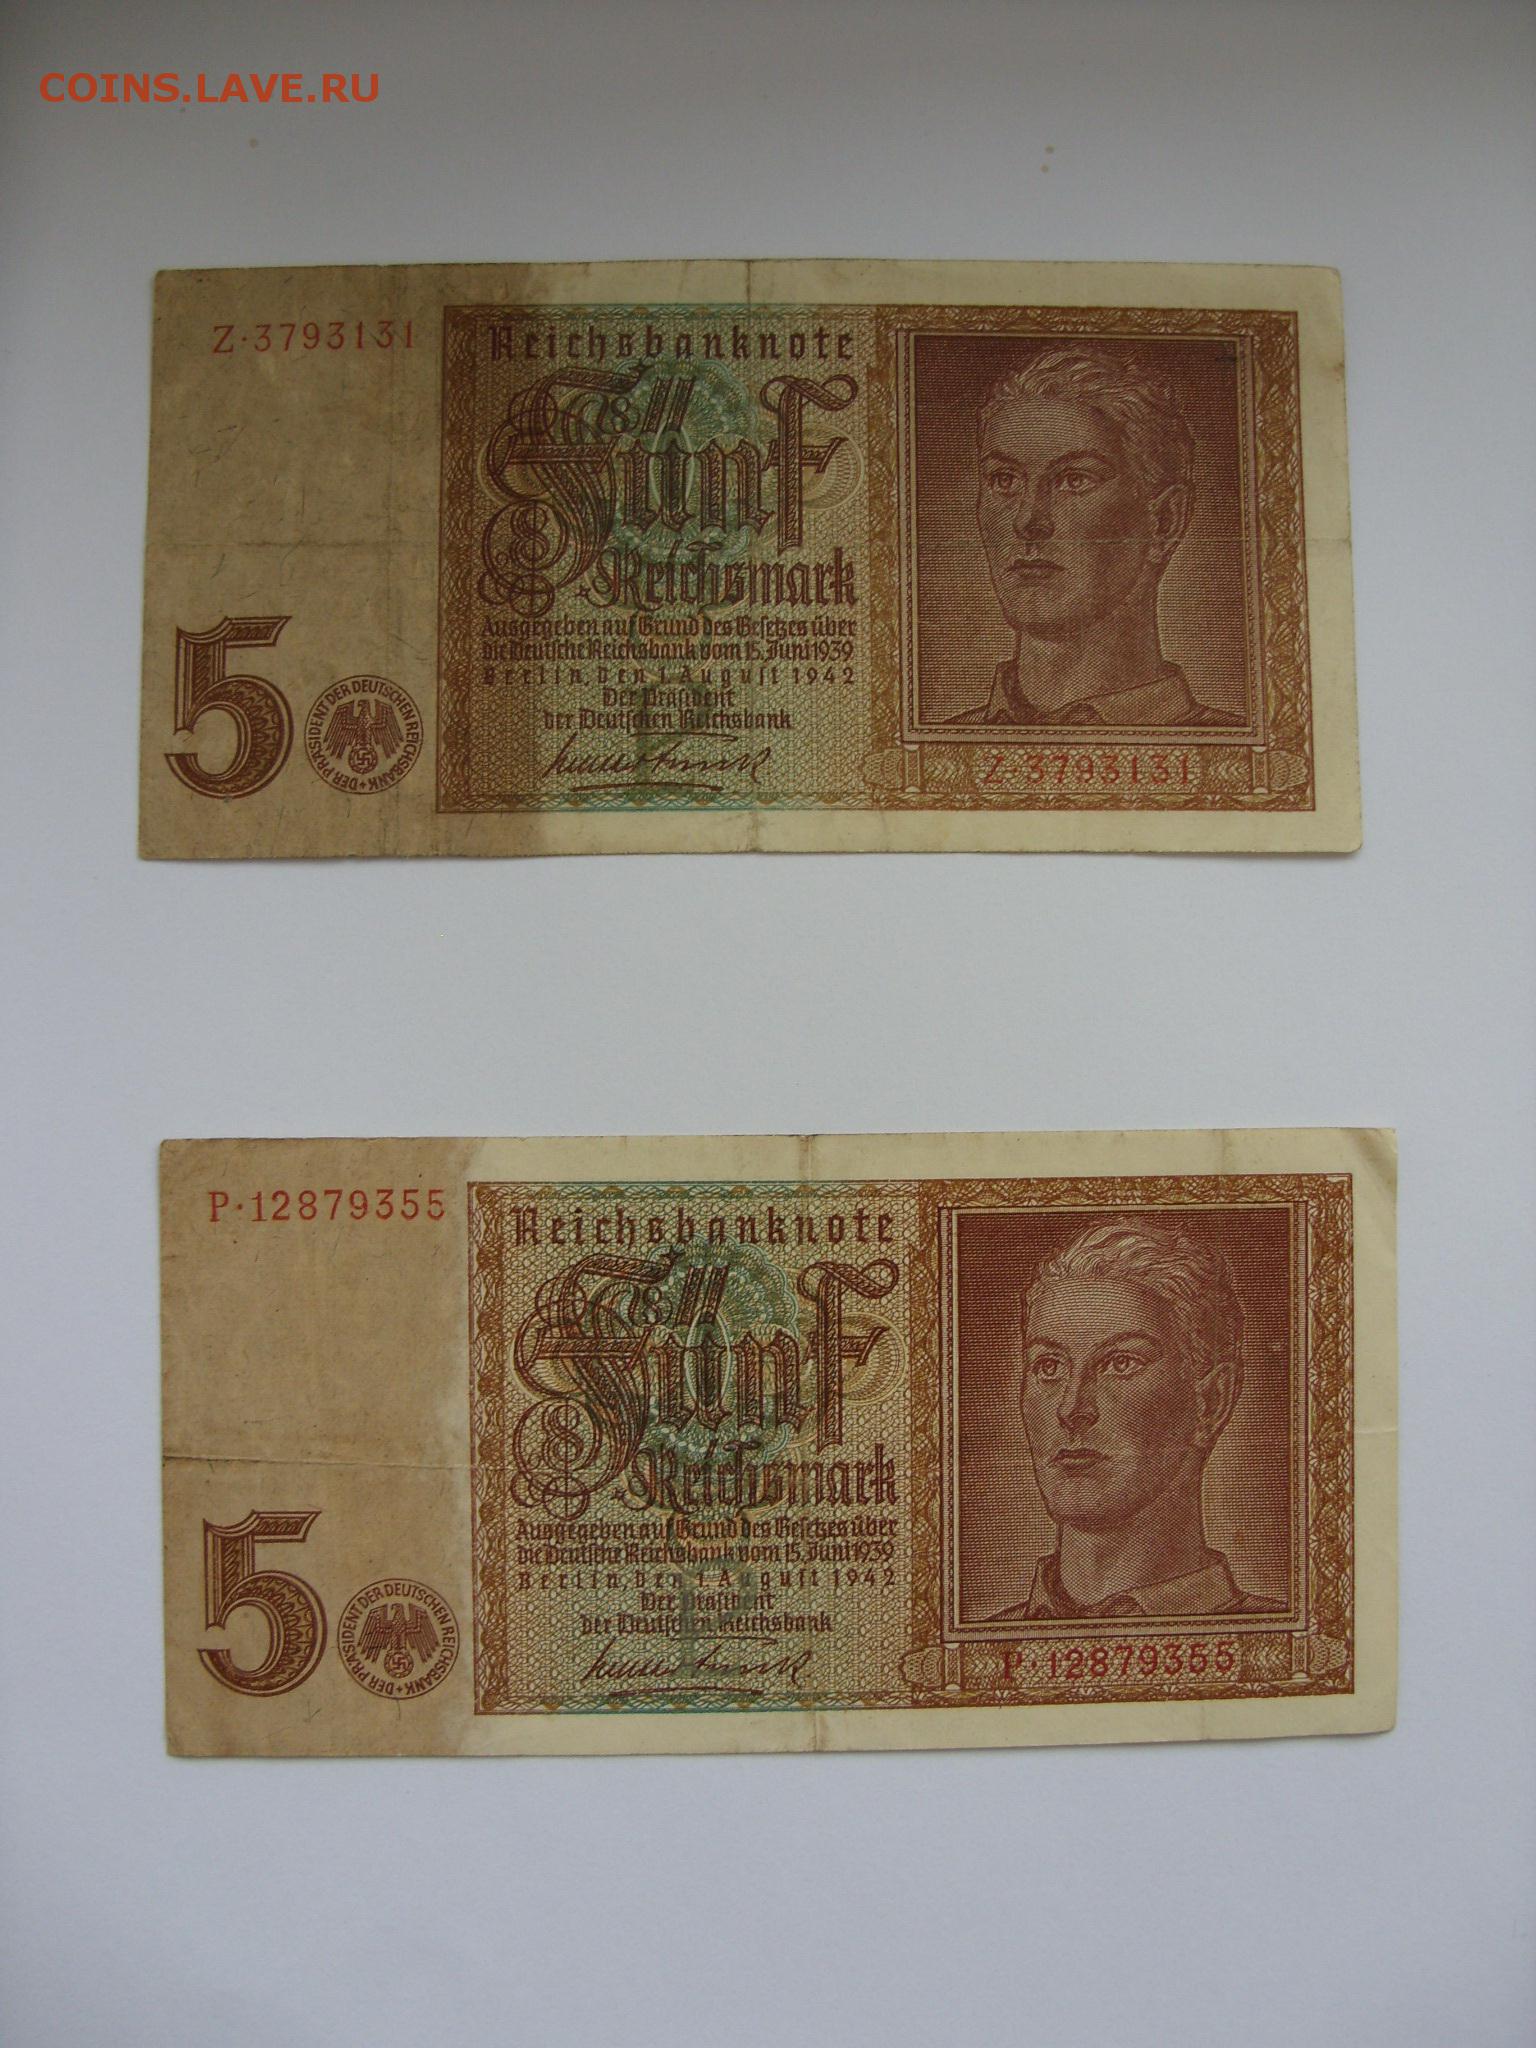 COINS.LAVE.RU
Z·3793131
Reichsbanknote
Fünf
Reichsmark
Ausgegeben auf Grund des Gesetzes über
die Deutsche Reichsbank vom 15. Juni 1939
Berlin, den 1. August 1942
Der Präsident
der Deutschen Reichsbank
5
DER PRÄSIDENT DER DEUTSCHEN REICHSBANK
Z·3793131
P·12879355
Reichsbanknote
Fünf
Reichsmark
Ausgegeben auf Grund des Gesetzes über
die Deutsche Reichsbank vom 15. Juni 1939
Berlin, den 1. August 1942
Der Präsident
der Deutschen Reichsbank
5
DER PRÄSIDENT DER DEUTSCHEN REICHSBANK
P·12879355